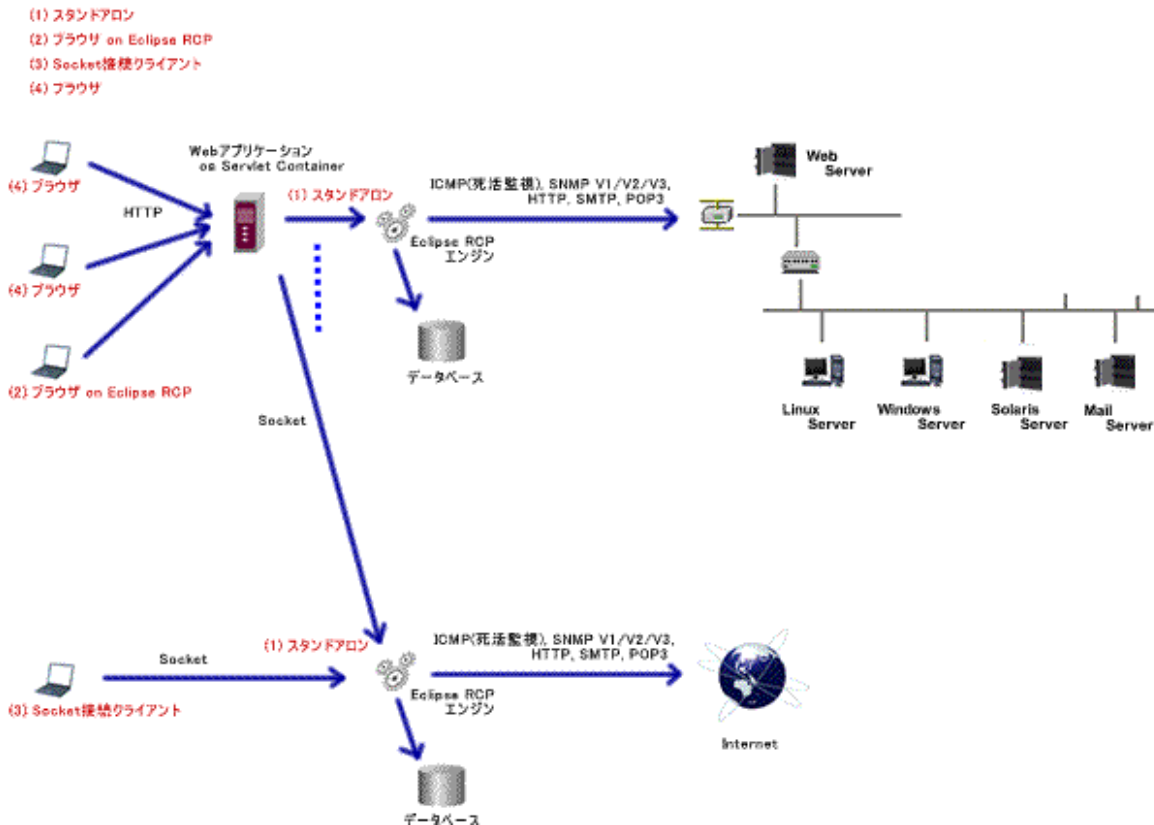 (1) スタンドアロン
(2) ブラウザ on Eclipse RCP
(3) Socket接続クライアント
(4) ブラウザ
Webアプリケーション
on Servlet Container
(4) ブラウザ
HTTP
(1) スタンドアロン
ICMP(死活監視), SNMP V1/V2/V3,
HTTP, SMTP, POP3
Web
Server
Eclipse RCP
エンジン
(4) ブラウザ
データベース
(2) ブラウザ on Eclipse RCP
Socket
Linux
Server
Windows
Server
Solaris
Server
Mail
Server
(1) スタンドアロン
ICMP(死活監視), SNMP V1/V2/V3,
HTTP, SMTP, POP3
Socket
Eclipse RCP
エンジン
(3) Socket接続クライアント
Internet
データベース